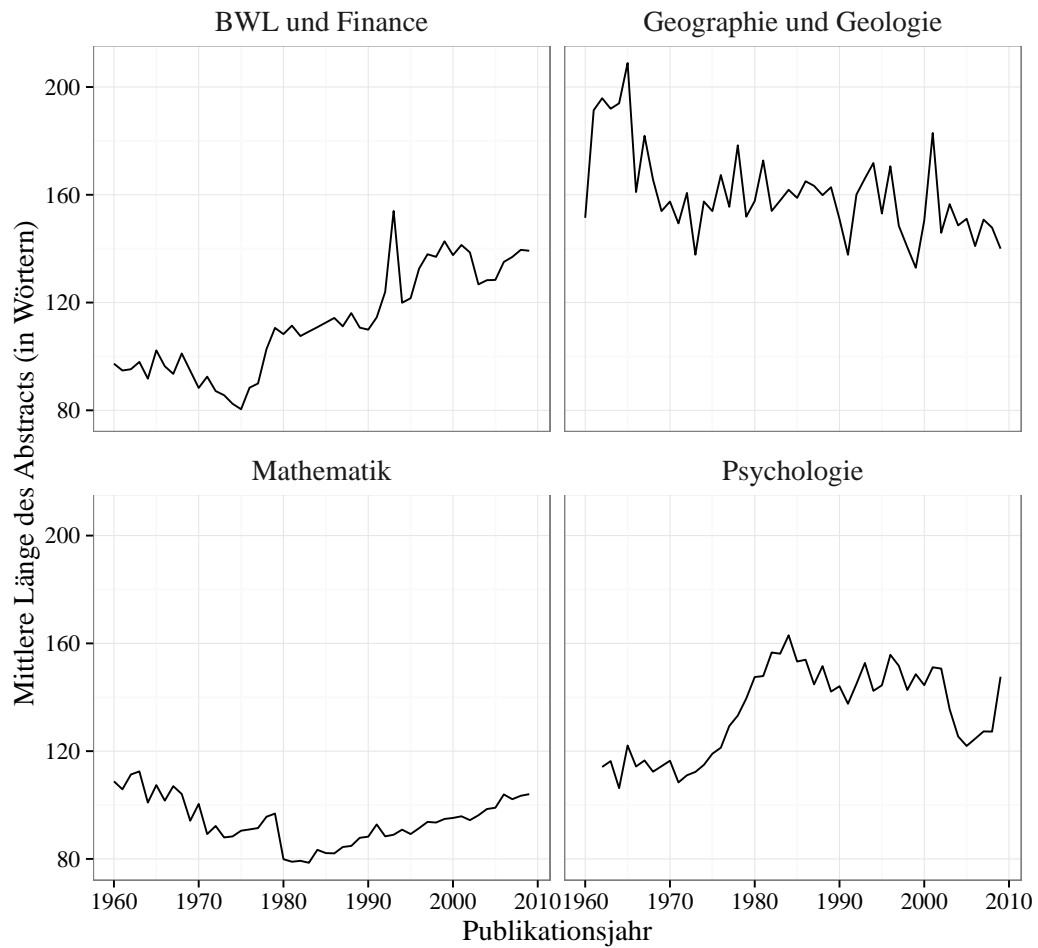 BWL und Finance
Geographie und Geologie
200
160
120
80
Mathematik
Psychologie
200
160
120
80
1960 1970 1980 1990 2000 2010
1960 1970 1980 1990 2000 2010
Publikationsjahr
Mittlere Länge des Abstracts (in Wörtern)